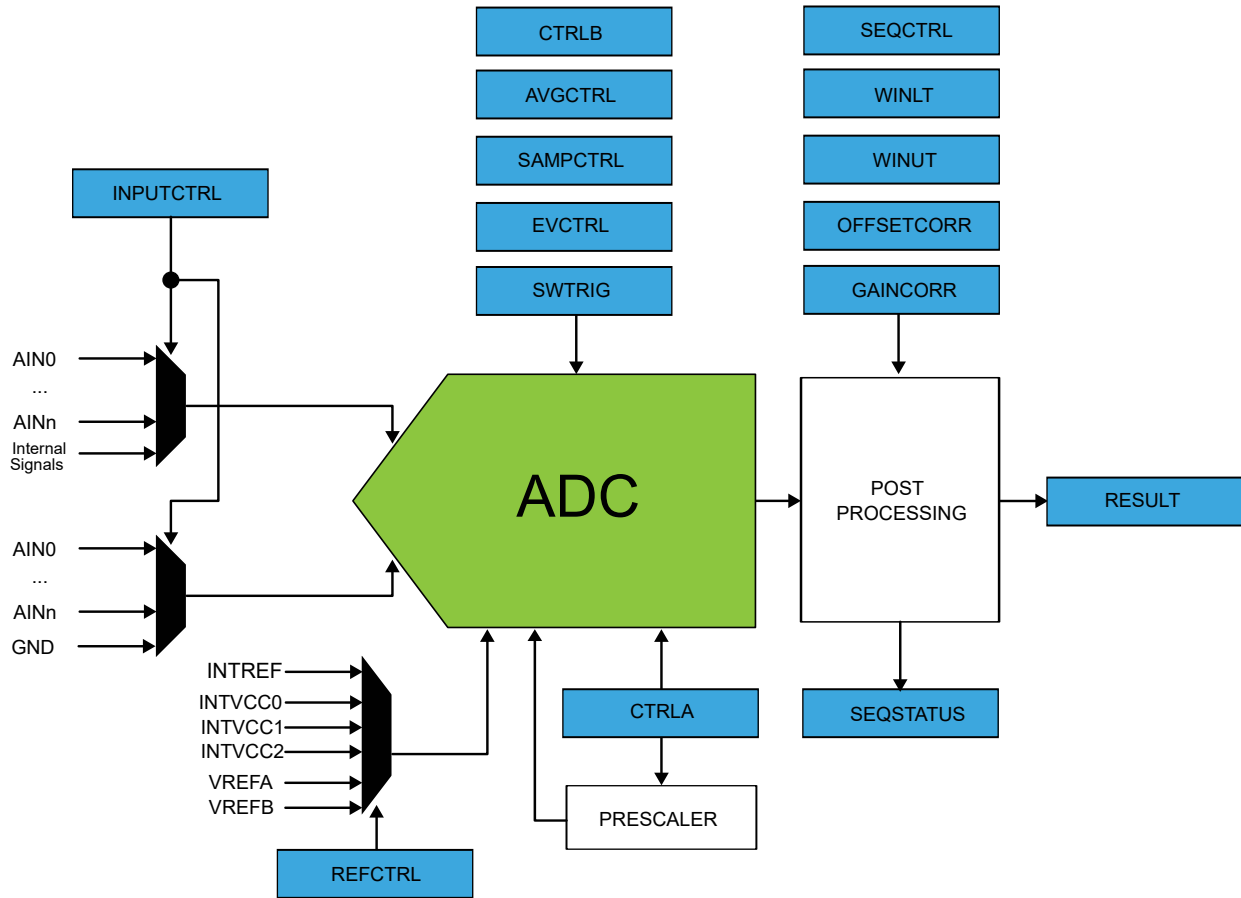 CTRLB
AVGCTRL
SAMPCTRL
EVCTRL
SWTRIG
SEQCTRL
WINLT
WINUT
OFFSETCORR
GAINCORR
INPUTCTRL
AIN0
...
AINn
Internal
Signals
AIN0
...
AINn
GND
ADC
POST
PROCESSING
RESULT
INTREF
INTVCC0
INTVCC1
INTVCC2
VREFA
VREFB
REFCTRL
CTRLA
PRESCALER
SEQSTATUS